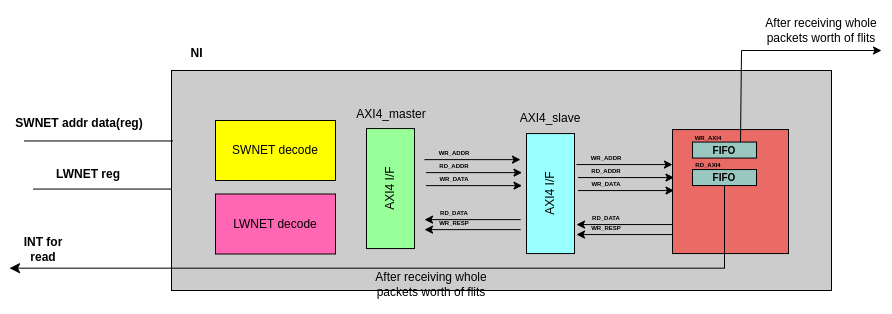 After receiving whole
packets worth of flits
NI
SWNET addr data(reg)
LWNET reg
INT for
read
SWNET decode
LWNET decode
AXI4_master
AXI4 I/F
WR_ADDR
RD_ADDR
WR_DATA
RD_DATA
WR_RESP
AXI4_slave
AXI4 I/F
WR_ADDR
RD_ADDR
WR_DATA
RD_DATA
WR_RESP
WR_AXI4
FIFO
RD_AXI4
FIFO
After receiving whole
packets worth of flits